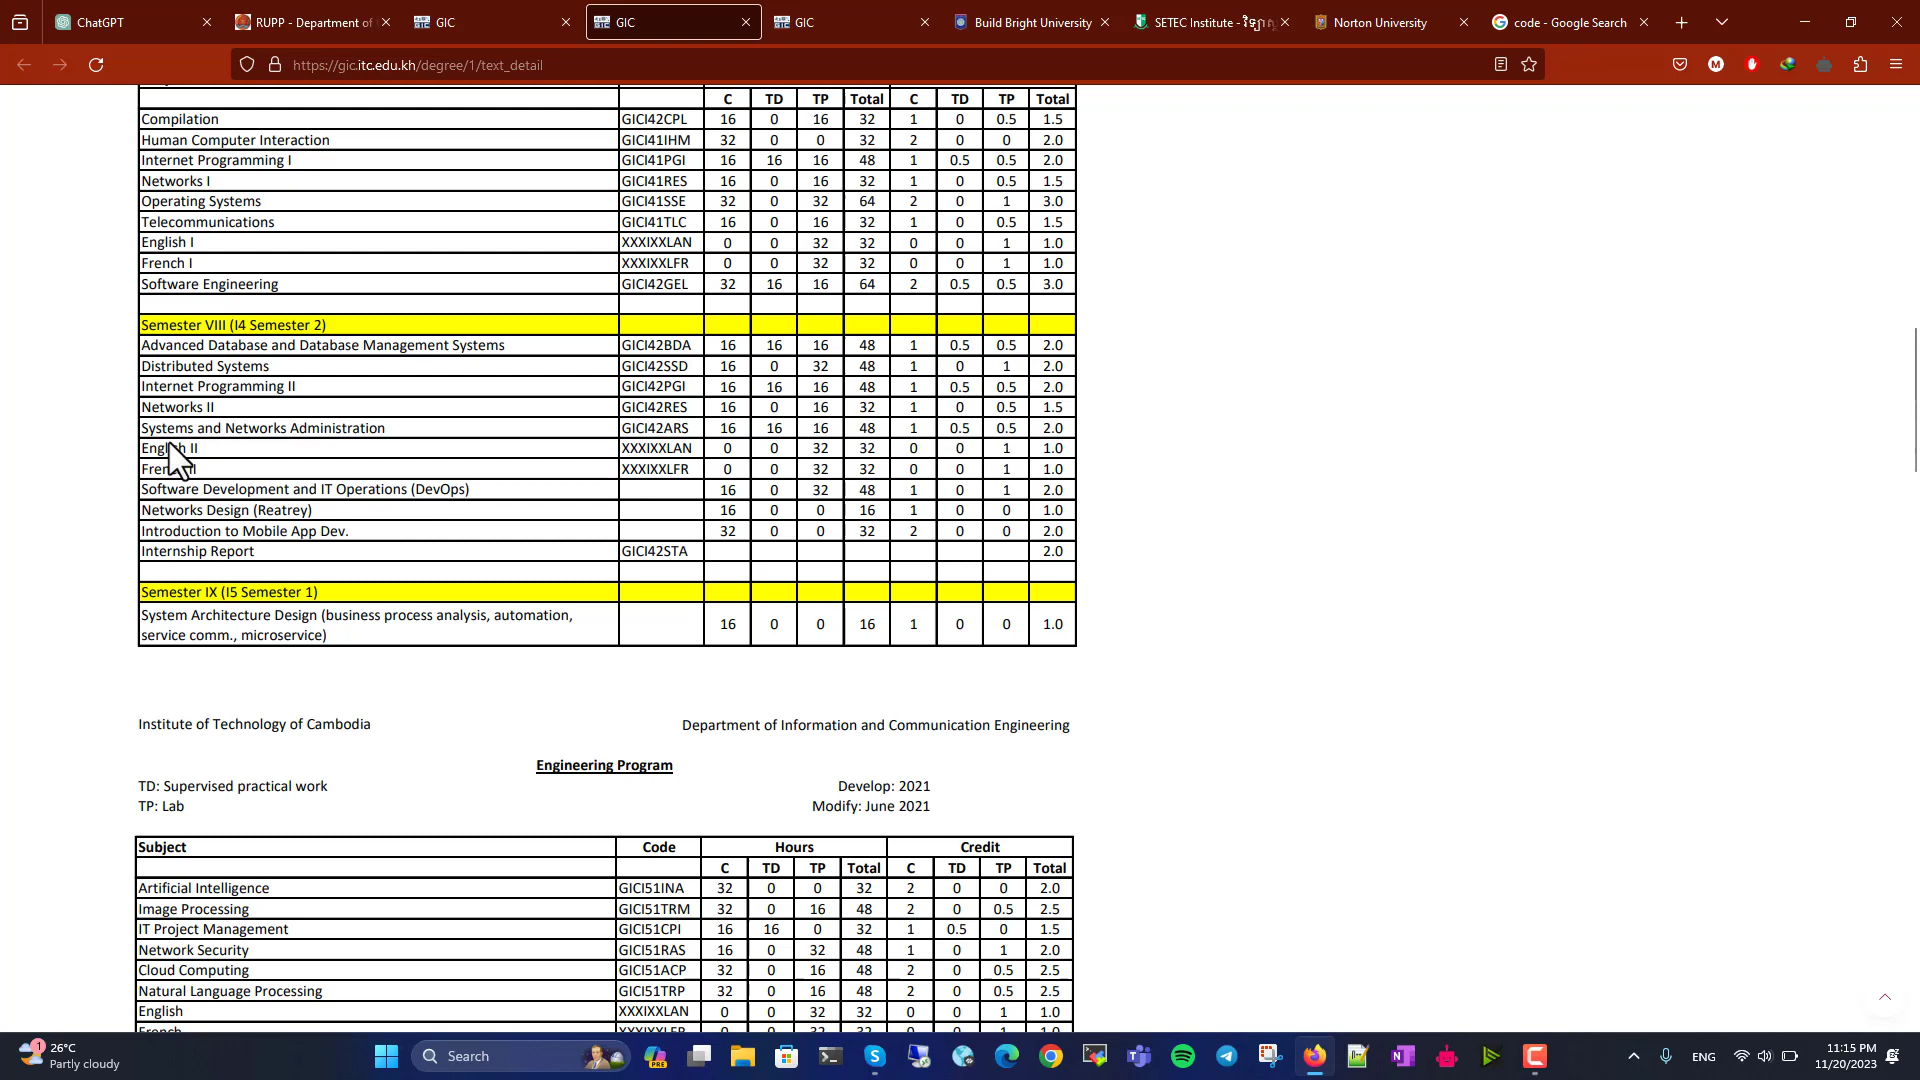 ChatGPT
RUPP - Department of
GIC
GIC
GIC
Build Bright University
SETEC Institute -
Norton University
code - Google Search
https://gic.itc.edu.kh/degree/1/text_detail
C TD TP Total C TD TP Total
Compilation GICI42CPL 16 0 16 32 1 0 0.5 1.5
Human Computer Interaction GICI41IHM 32 0 0 32 2 0 0 2.0
Internet Programming I GICI41PGI 16 16 16 48 1 0.5 0.5 2.0
Networks I GICI41RES 16 0 16 32 1 0 0.5 1.5
Operating Systems GICI41SSE 32 0 32 64 2 0 1 3.0
Telecommunications GICI41TLC 16 0 16 32 1 0 0.5 1.5
English I XXXIXXLAN 0 0 32 32 0 0 1 1.0
French I XXXIXXLFR 0 0 32 32 0 0 1 1.0
Software Engineering GICI42GEL 32 16 16 64 2 0.5 0.5 3.0
Semester VIII (I4 Semester 2)
Advanced Database and Database Management Systems GICI42BDA 16 16 16 48 1 0.5 0.5 2.0
Distributed Systems GICI42SSD 16 0 32 48 1 0 1 2.0
Internet Programming II GICI42PGI 16 16 16 48 1 0.5 0.5 2.0
Networks II GICI42RES 16 0 16 32 1 0 0.5 1.5
Systems and Networks Administration GICI42ARS 16 16 16 48 1 0.5 0.5 2.0
English II XXXIXXLAN 0 0 32 32 0 0 1 1.0
French II XXXIXXLFR 0 0 32 32 0 0 1 1.0
Software Development and IT Operations (DevOps) 16 0 32 48 1 0 1 2.0
Networks Design (Reatrey) 16 0 0 16 1 0 0 1.0
Introduction to Mobile App Dev. 32 0 0 32 2 0 0 2.0
Internship Report GICI42STA 2.0
Semester IX (I5 Semester 1)
System Architecture Design (business process analysis, automation,
service comm., microservice) 16 0 0 16 1 0 0 1.0
Institute of Technology of Cambodia Department of Information and Communication Engineering
Engineering Program
TD: Supervised practical work Develop: 2021
TP: Lab Modify: June 2021
Subject Code Hours Credit
C TD TP Total C TD TP Total
Artificial Intelligence GICI51INA 32 0 0 32 2 0 0 2.0
Image Processing GICI51TRM 32 0 16 48 2 0 0.5 2.5
IT Project Management GICI51CPI 16 16 0 32 1 0.5 0 1.5
Network Security GICI51RAS 16 0 32 48 1 0 1 2.0
Cloud Computing GICI51ACP 32 0 16 48 2 0 0.5 2.5
Natural Language Processing GICI51TRP 32 0 16 48 2 0 0.5 2.5
English XXXIXXLAN 0 0 32 32 0 0 1 1.0
French XXXIXXLFR 0 0 32 32 0 0 1 1.0
1
26°C
Partly cloudy
Search
PRE
ENG
11:15 PM
11/20/2023